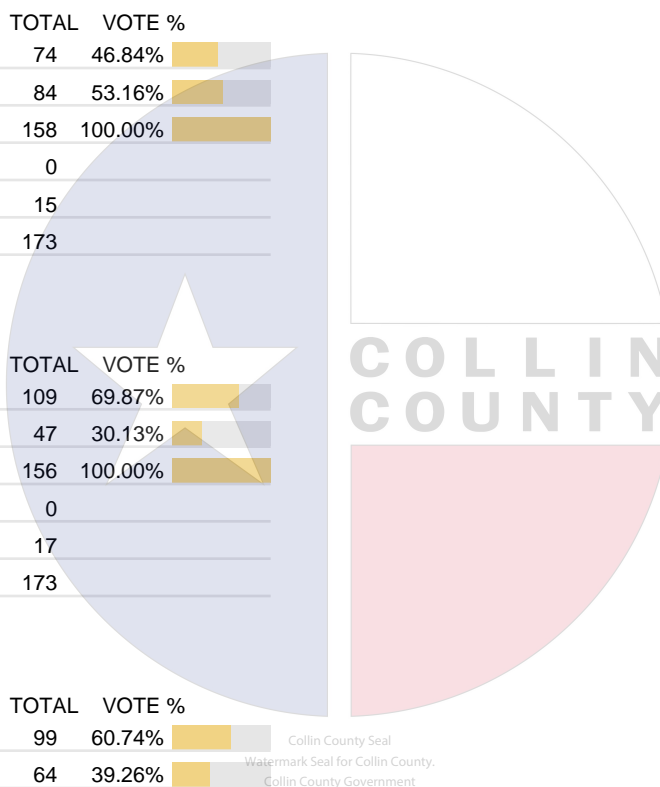 TOTAL VOTE %
74 46.84%
84 53.16%
158 100.00%
0
15
173
TOTAL VOTE %
109 69.87%
47 30.13%
156 100.00%
0
17
173
COLLIN
COUNTY
TOTAL VOTE %
99 60.74%
64 39.26%
Collin County Seal
Watermark Seal for Collin County.
Collin County Government